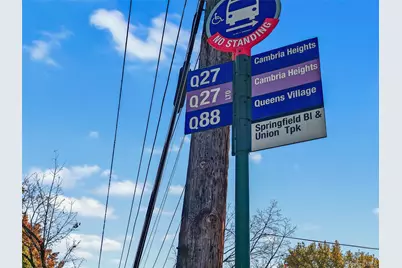 NO STANDING
Q27
Q27 LTD
Q88
Cambria Heights
Cambria Heights
Queens Village
Springfield Bl &
Union Tpk